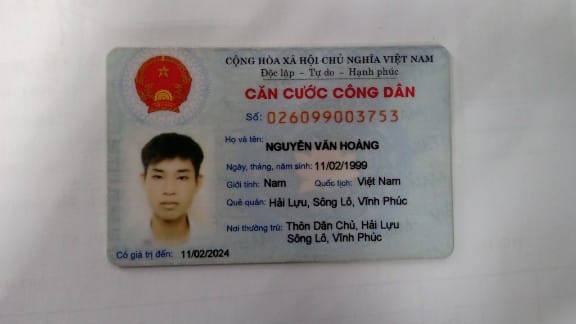 CỘNG HÒA XÃ HỘI CHỦ NGHĨA VIỆT NAM
Độc lập – Tự do – Hạnh phúc
CĂN CƯỚC CÔNG DÂN
Số: 026099003753
Họ và tên: NGUYỄN VĂN HOÀNG
Ngày, tháng, năm sinh: 11/02/1999
Giới tính: Nam Quốc tịch: Việt Nam
Quê quán: Hải Lựu, Sông Lô, Vĩnh Phúc
Nơi thường trú: Thôn Dân Chủ, Hải Lựu
Sông Lô, Vĩnh Phúc
Có giá trị đến: 11/02/2024